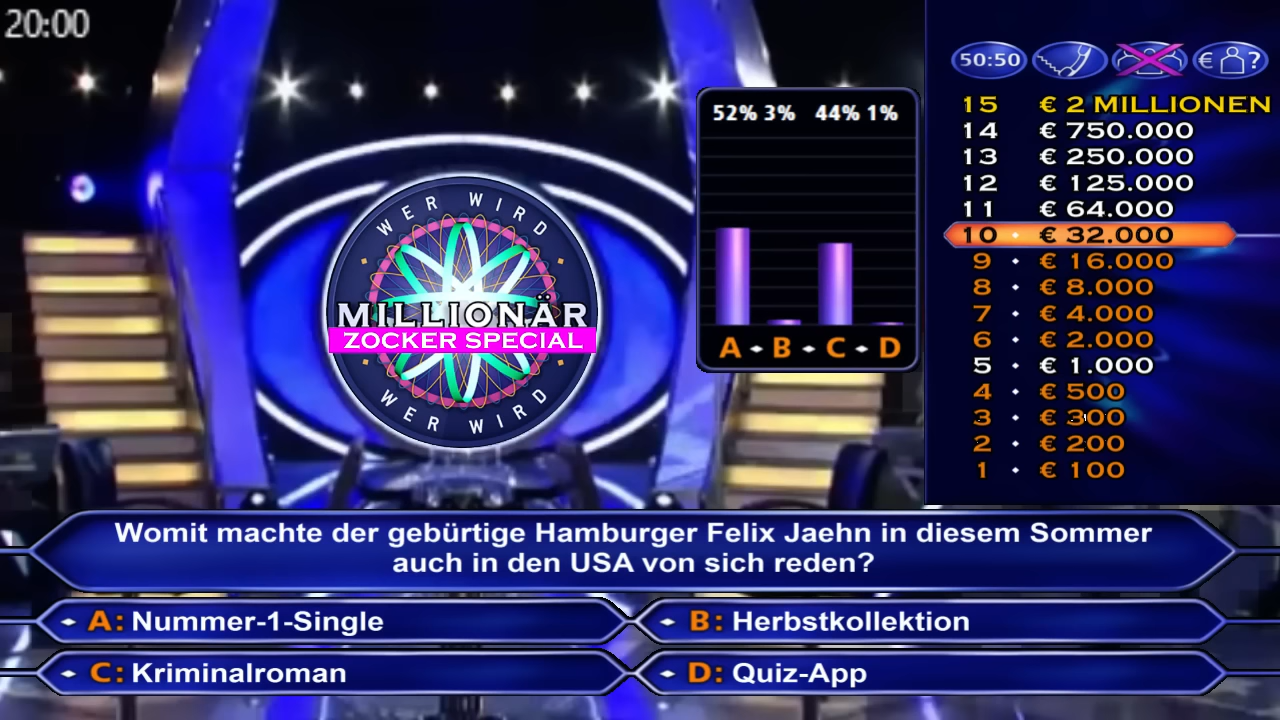 20:00
WER WIRD
MILLIONÄR
ZOCKER SPECIAL
WER WIRD
52% 3% 44% 1%
A B C D
50:50
€ ?
15 € 2 MILLIONEN
14 € 750.000
13 € 250.000
12 € 125.000
11 € 64.000
10 € 32.000
9 € 16.000
8 € 8.000
7 € 4.000
6 € 2.000
5 € 1.000
4 € 500
3 € 300
2 € 200
1 € 100
Womit machte der gebürtige Hamburger Felix Jaehn in diesem Sommer
auch in den USA von sich reden?
A: Nummer-1-Single
B: Herbstkollektion
C: Kriminalroman
D: Quiz-App